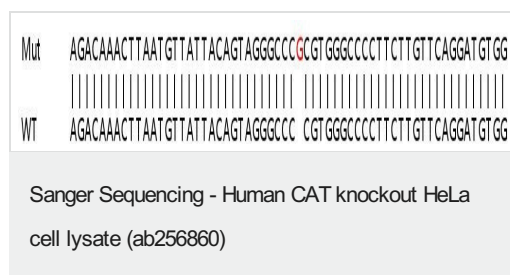 Mut AGACAAACTTAATGTTATTACAGTAGGGCCCGCGTGGGCCCCTTCTTGTTCAGGATGTGG
WT AGACAAACTTAATGTTATTACAGTAGGGCCC CGTGGGCCCCTTCTTGTTCAGGATGTGG
Sanger Sequencing - Human CAT knockout HeLa
cell lysate (ab256860)